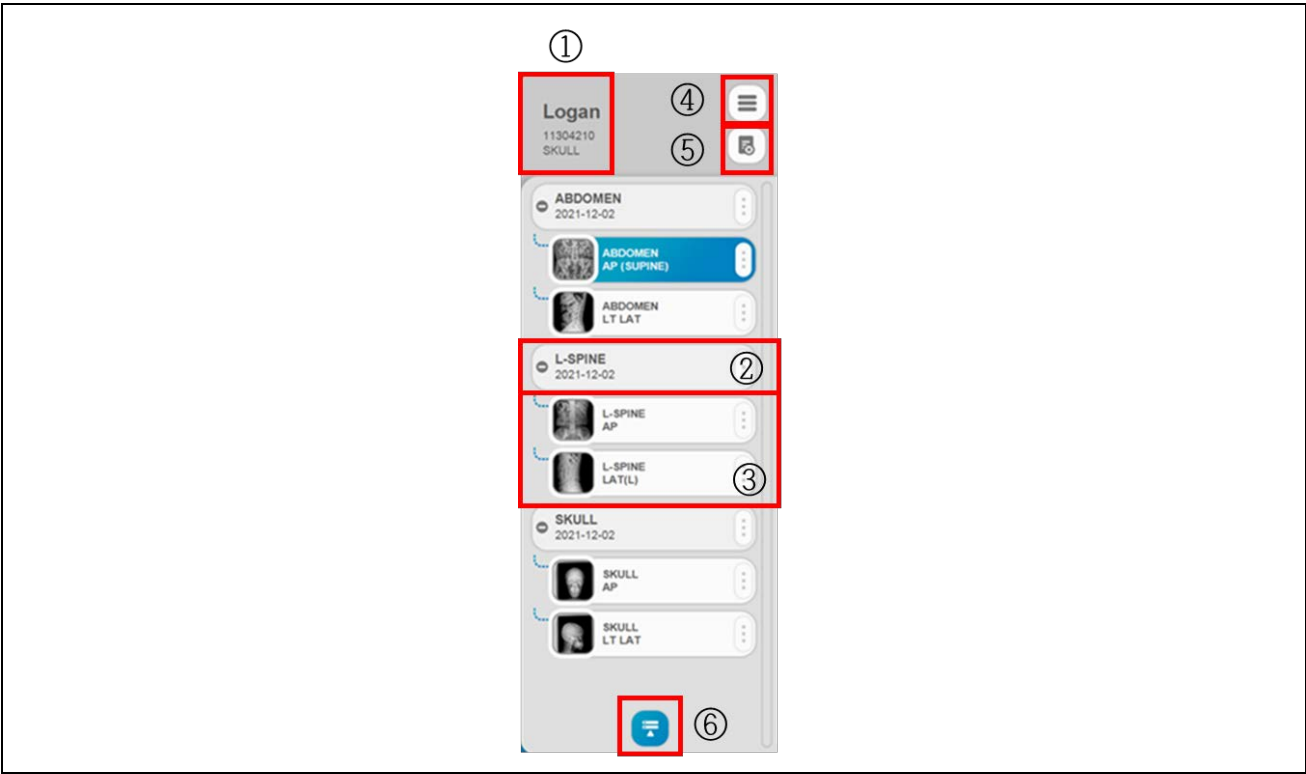 ①
Logan
11304210
SKULL
④
⑤
ABDOMEN
2021-12-02
ABDOMEN
AP (SUPINE)
ABDOMEN
LT LAT
L-SPINE
2021-12-02
②
L-SPINE
AP
L-SPINE
LAT(L)
③
SKULL
2021-12-02
SKULL
AP
SKULL
LT LAT
⑥